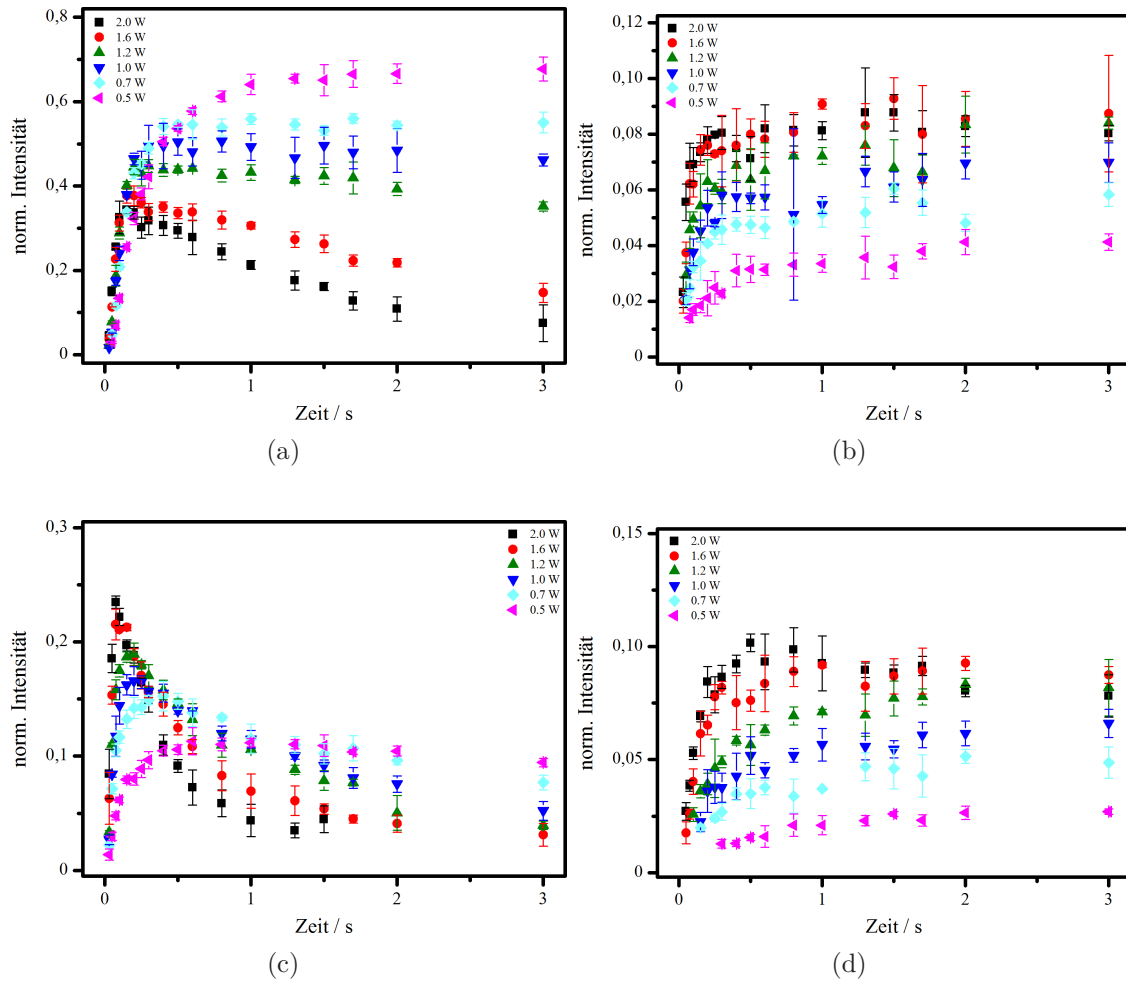 0,8
0,6
0,4
0,2
0
norm. Intensität
2.0 W
1.6 W
1.2 W
1.0 W
0.7 W
0.5 W
0
1
2
3
Zeit / s
(a)
0,12
0,10
0,08
0,06
0,04
0,02
0,00
norm. Intensität
2.0 W
1.6 W
1.2 W
1.0 W
0.7 W
0.5 W
0
1
2
3
Zeit / s
(b)
0,3
0,2
0,1
0
norm. Intensität
2.0 W
1.6 W
1.2 W
1.0 W
0.7 W
0.5 W
0
1
2
3
Zeit / s
(c)
0,15
0,10
0,05
0,00
norm. Intensität
2.0 W
1.6 W
1.2 W
1.0 W
0.7 W
0.5 W
0
1
2
3
Zeit / s
(d)